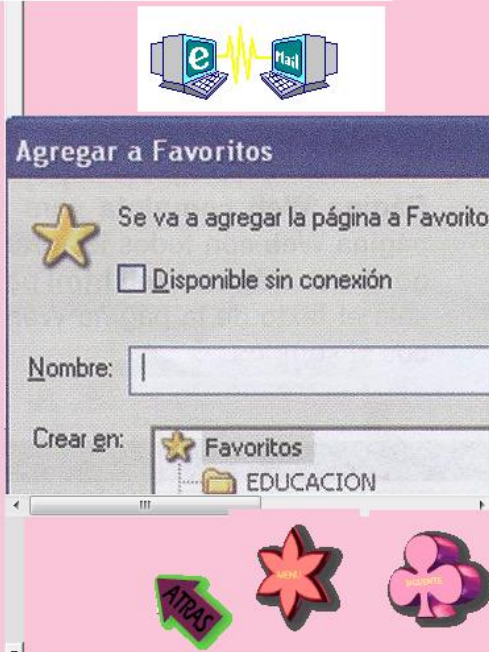 e Mail
Agregar a Favoritos
Se va a agregar la página a Favorito
Disponible sin conexión
Nombre:
Crear en:
Favoritos
EDUCACION
MENU
SIGUIENTE
ATRAS